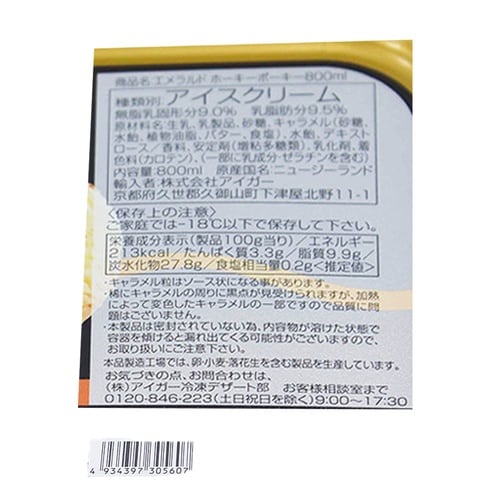 商品名 エメラルド ホーキーポーキー800ml
種類別 アイスクリーム
無脂乳固形分9.0% 乳脂肪分9.5%
原材料名:生乳、乳製品、砂糖、キャラメル(砂糖、
水飴、植物油脂、バター、食塩)、水飴、デキスト
ロース/香料、安定剤(増粘多糖類)、乳化剤、着
色料(カロテン)、(一部に乳成分・ゼラチンを含む)
内容量:800ml 原産国名:ニュージーランド
輸入者:株式会社アイガー
京都府久世郡久御山町下津屋北野11-1
〈保存上の注意〉
ご家庭では-18℃以下で保存して下さい。
栄養成分表示(製品100g当り)/エネルギー
213kcal/たんぱく質3.3g/脂質9.9g/
炭水化物27.8g/食塩相当量0.2g〈推定値〉
・キャラメル粒はソース状になる事があります。
・稀にキャラメルの周りに黒点が見受けられますが、加熱
によって変色したキャラメルの一部ですので品質に問
題はございません。
・本製品は密封されていない為、内容物が溶けた状態で
容器を傾けると漏れ出てくる可能性がございますので、
お取り扱いにご注意下さい。
本品製造工場では、卵・小麦・落花生を含む製品を生産しています。
お気づきの点、お問合わせは、
(株)アイガー冷凍デザート部 お客様相談室まで
0120-846-223(土日祝日を除く)9:00~17:30
4 934397 305607